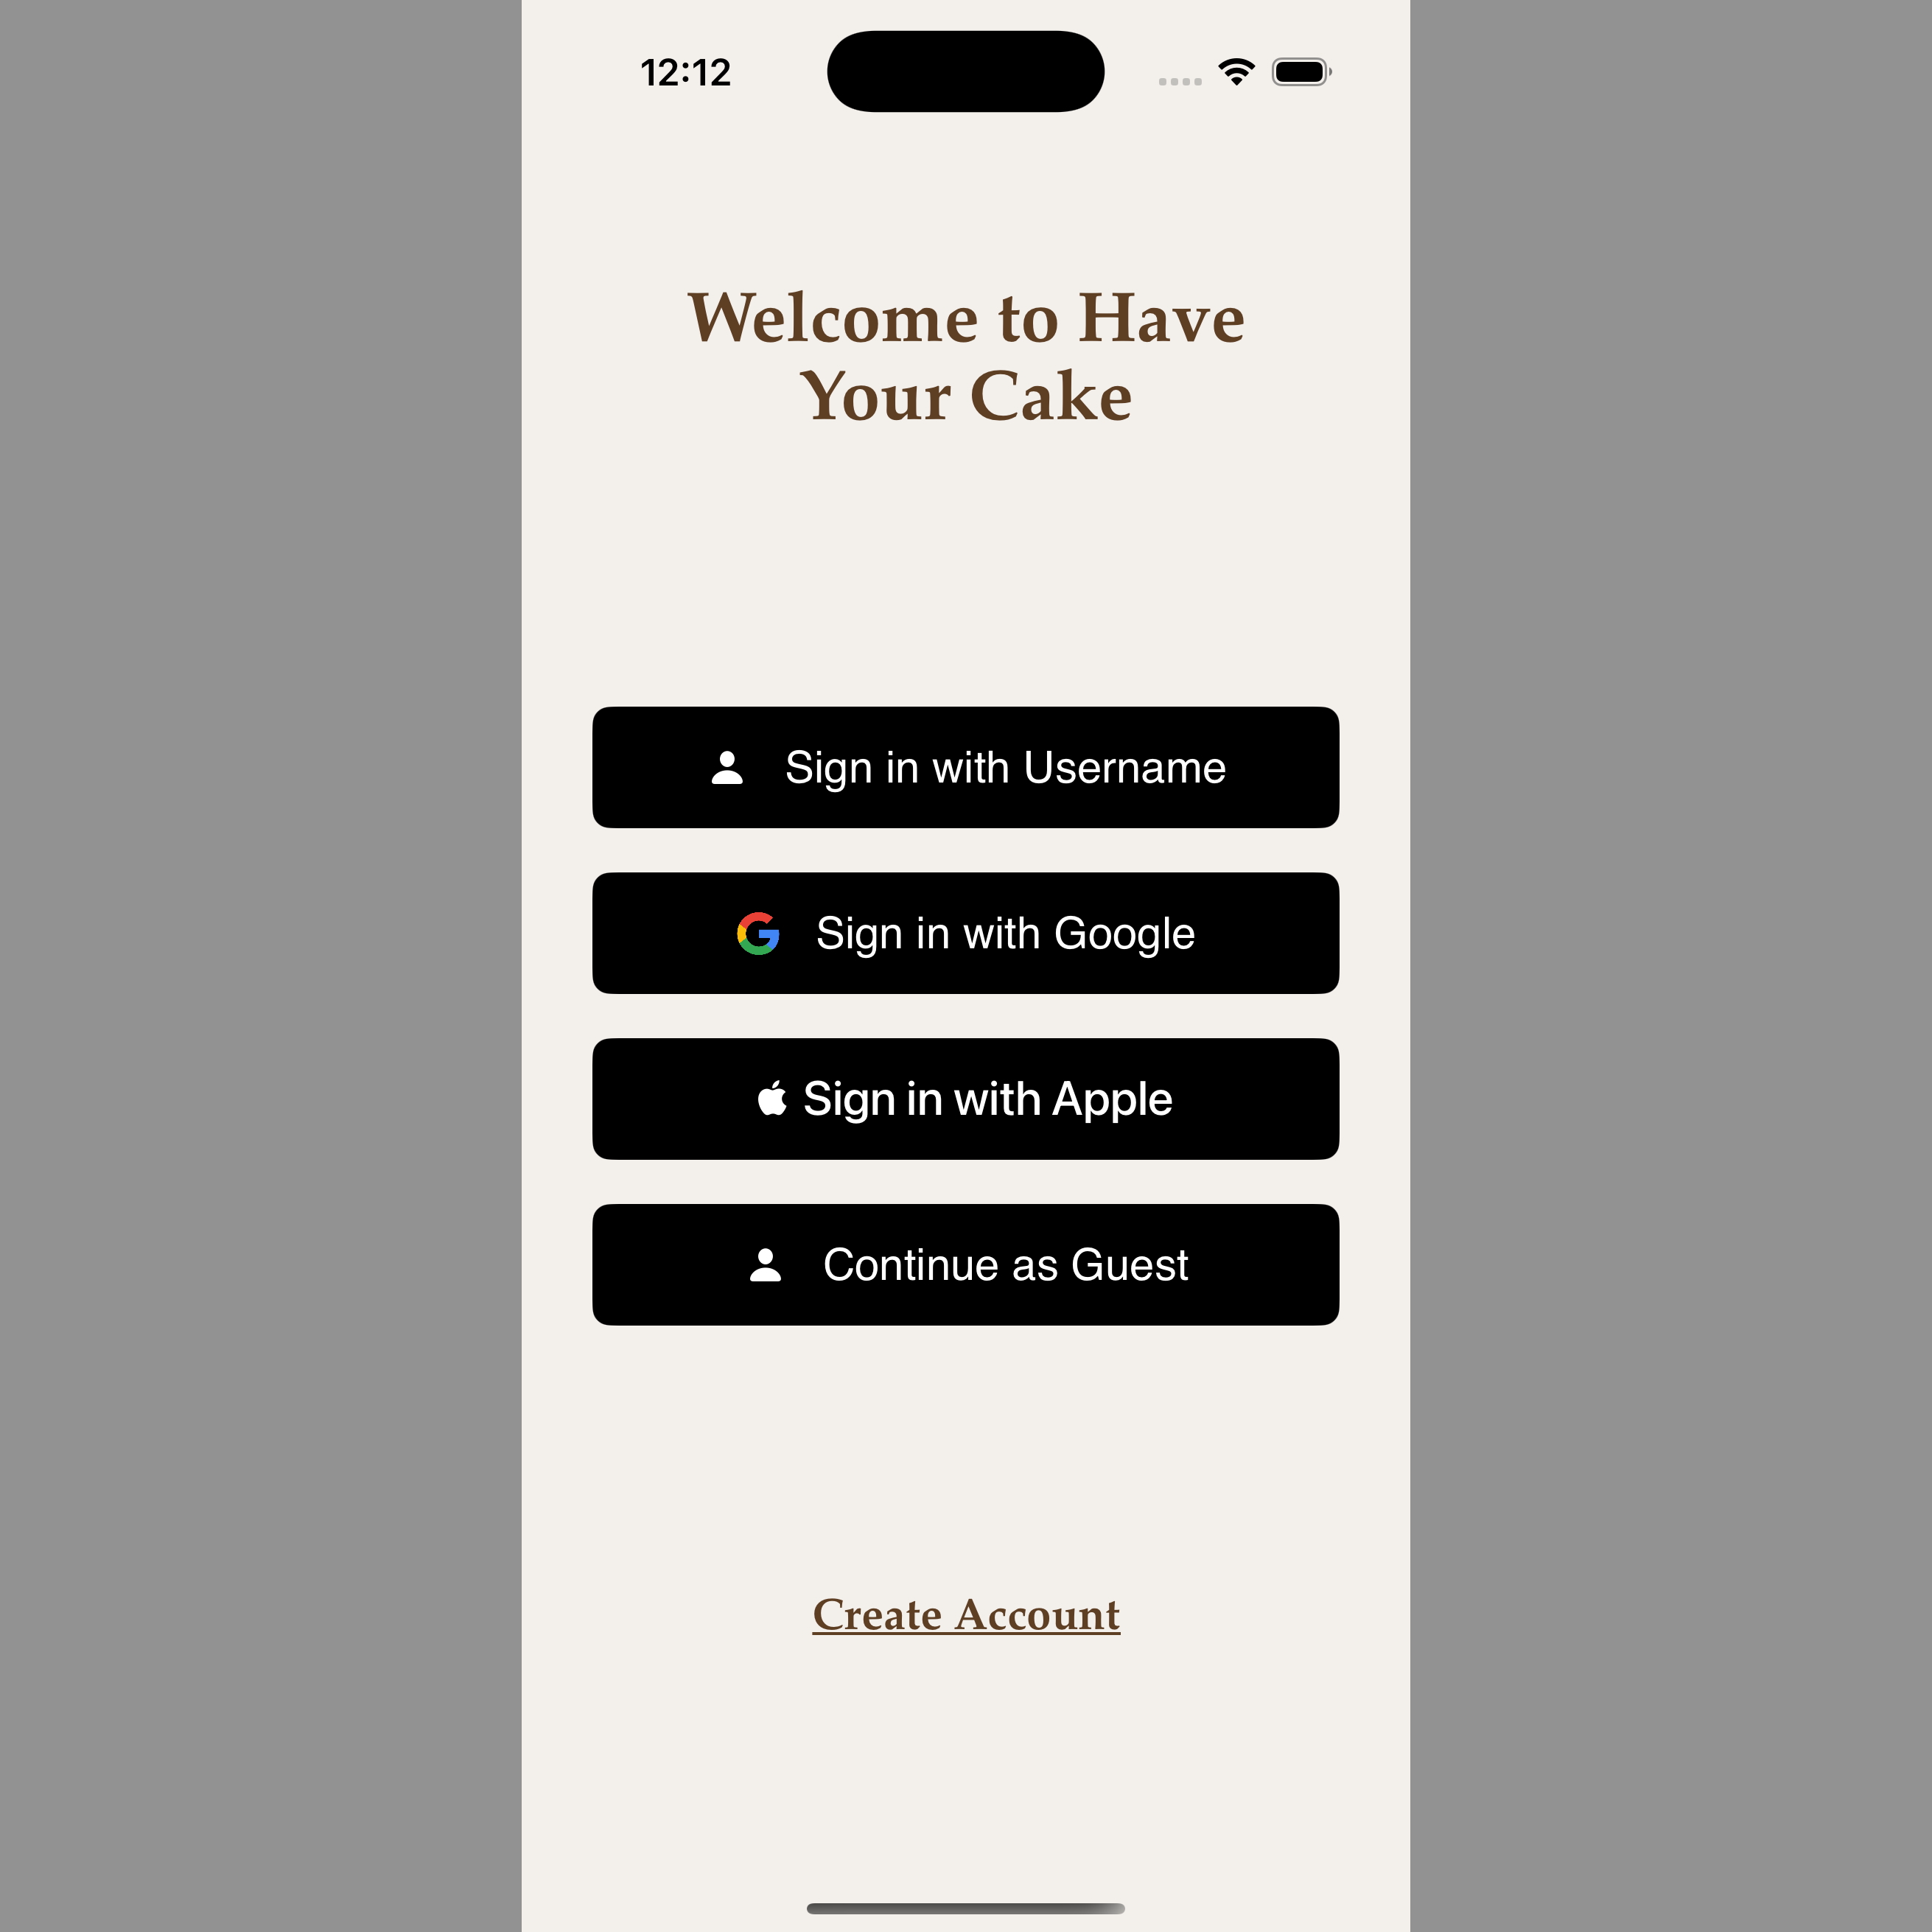 12:12
Welcome to Have
Your Cake
Sign in with Username
Sign in with Google
Sign in with Apple
Continue as Guest
Create Account